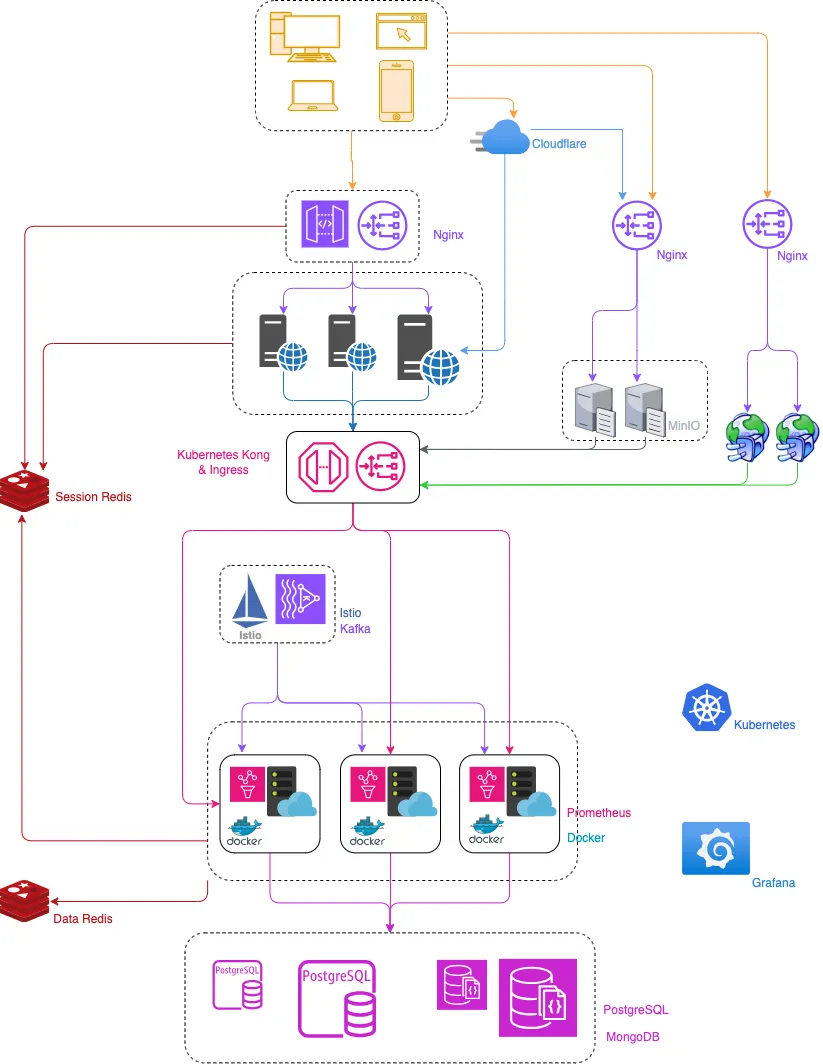 Cloudflare
Nginx
Nginx
Nginx
</>
MinIO
Kubernetes Kong
& Ingress
Session Redis
Istio
Istio
Kafka
Kubernetes
Prometheus
docker
docker
docker
Docker
Grafana
Data Redis
PostgreSQL
PostgreSQL
{}
{}
PostgreSQL
MongoDB